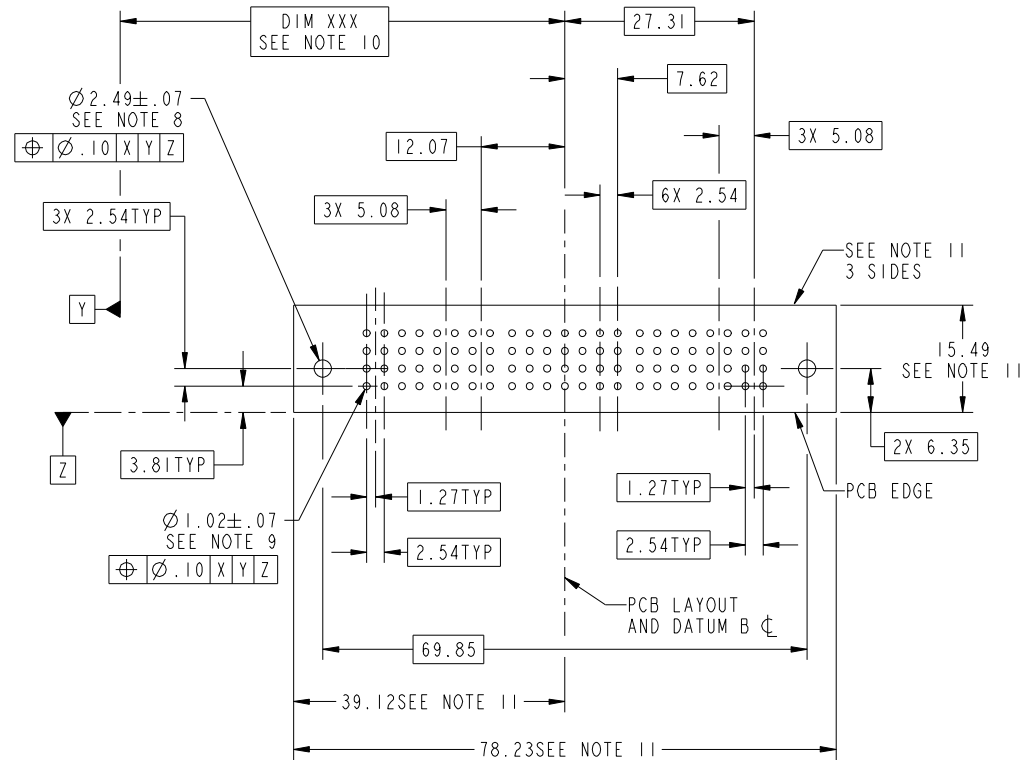 DIM XXX
SEE NOTE 10
27.31
7.62
Ø2.49±.07
SEE NOTE 8
⌖ Ø.10 X Y Z
12.07
3X 5.08
3X 2.54TYP
3X 5.08
6X 2.54
SEE NOTE 11
3 SIDES
Y
15.49
SEE NOTE 11
Z
3.81TYP
2X 6.35
1.27TYP
1.27TYP
PCB EDGE
Ø1.02±.07
SEE NOTE 9
⌖ Ø.10 X Y Z
2.54TYP
2.54TYP
PCB LAYOUT
AND DATUM B ℄
69.85
39.12SEE NOTE 11
78.23SEE NOTE 11